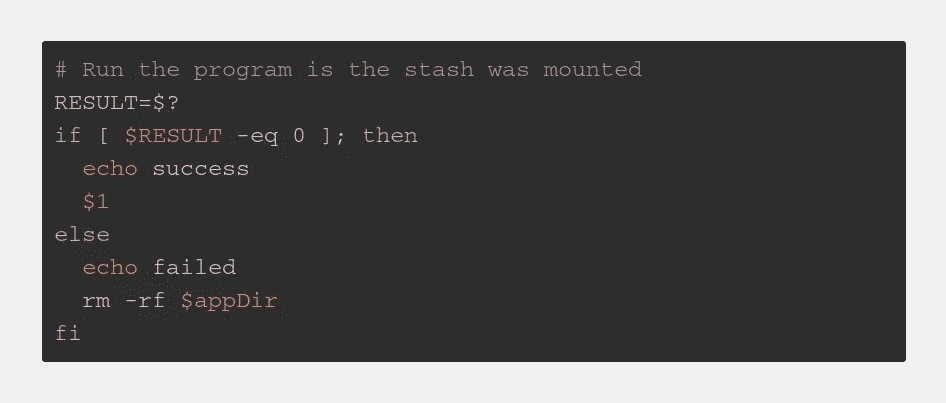 # Run the program is the stash was mounted
RESULT=$?
if [ $RESULT -eq 0 ]; then
  echo success
  $1
else
  echo failed
  rm -rf $appDir
fi